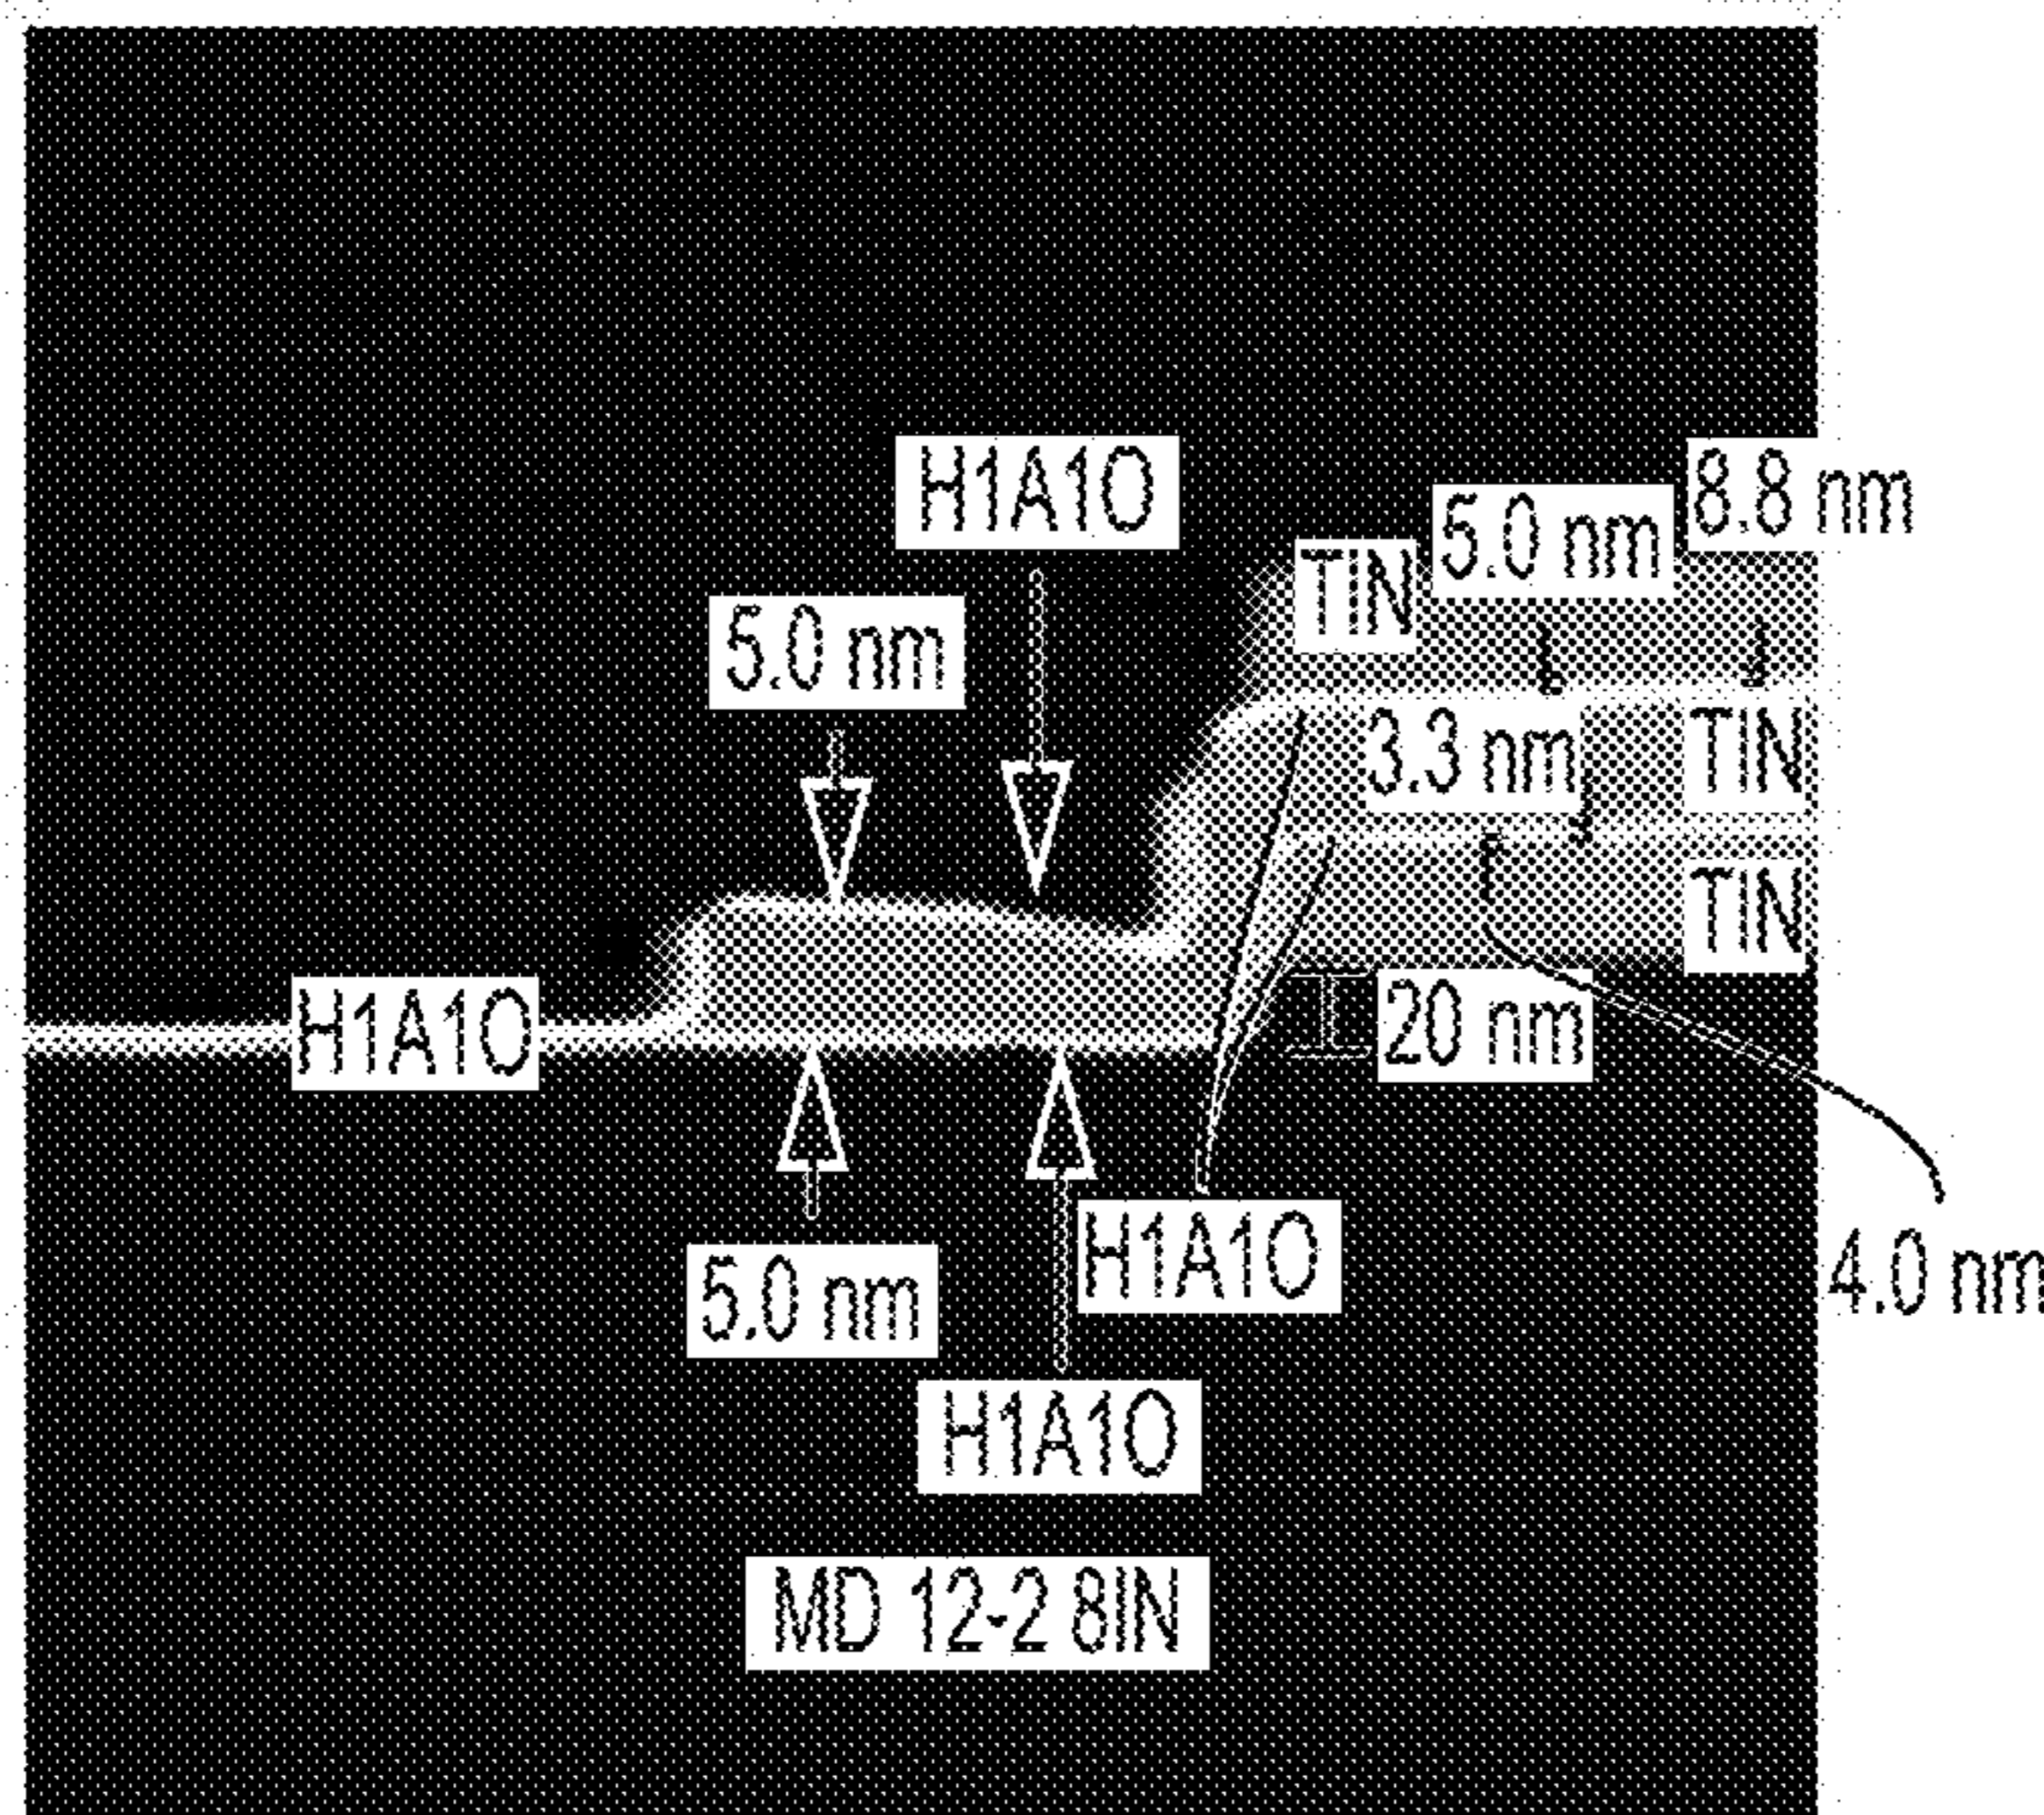 H1A1O
8.8 nm
5.0 nm
TIN
5.0 nm
3.3 nm
TIN
TIN
H1A1O
20 nm
H1A1O
4.0 nm
5.0 nm
H1A1O
MD 12-2 8IN